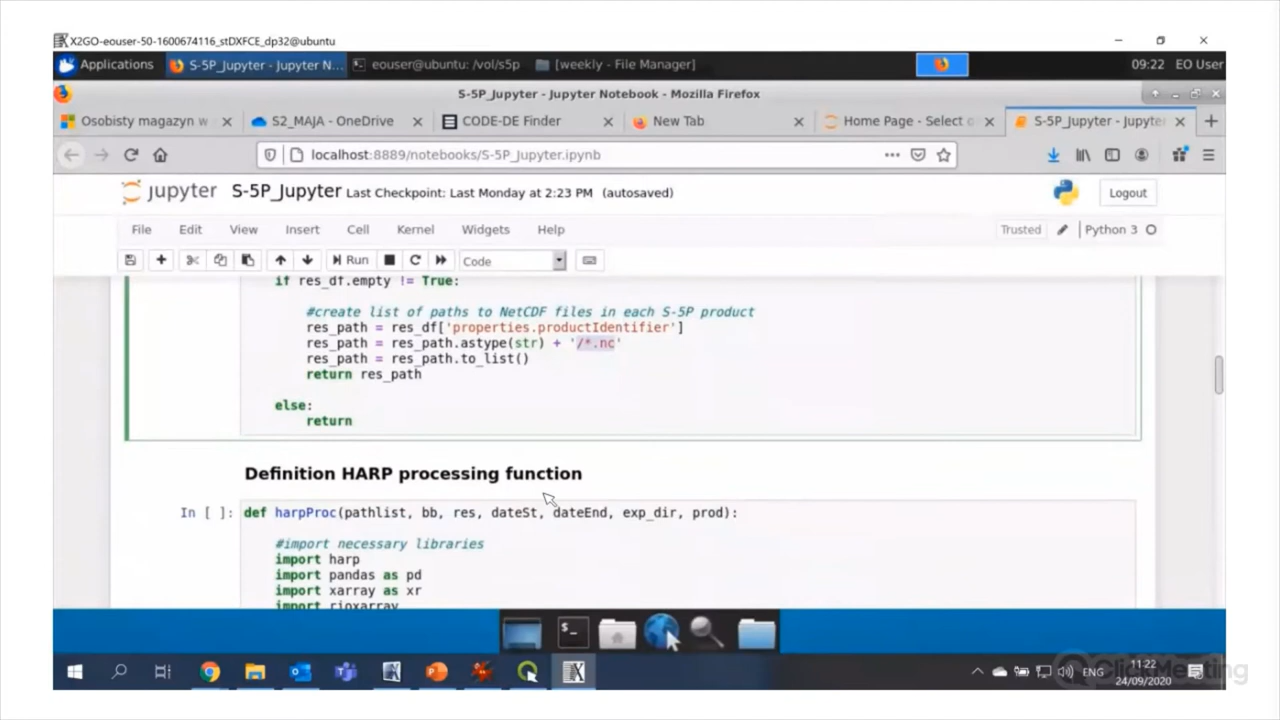 X2GO-eouser-50-1600674116_stDXFCE_dp32@ubuntu
Applications S-5P_Jupyter - Jupyter N... eouser@ubuntu: /vol/s5p [weekly - File Manager] 09:22 EO User
S-5P_Jupyter - Jupyter Notebook - Mozilla Firefox
Osobisty magazyn w S2_MAJA - OneDrive CODE-DE Finder New Tab Home Page - Select o S-5P_Jupyter - Jupyte
localhost:8889/notebooks/S-5P_Jupyter.ipynb
Jupyter S-5P_Jupyter Last Checkpoint: Last Monday at 2:23 PM (autosaved) Logout
File Edit View Insert Cell Kernel Widgets Help Trusted Python 3
Run Code
if res_df.empty != True:
#create list of paths to NetCDF files in each S-5P product
res_path = res_df['properties.productIdentifier']
res_path = res_path.astype(str) + '/*.nc'
res_path = res_path.to_list()
return res_path
else:
return
Definition HARP processing function
In [ ]: def harpProc(pathlist, bb, res, dateSt, dateEnd, exp_dir, prod):
#import necessary libraries
import harp
import pandas as pd
import xarray as xr
import rioxarray
ENG 11:22
24/09/2020
ClickMeeting